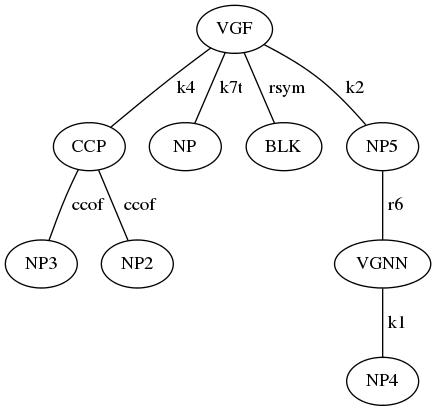 VGF
k4 k7t rsym k2
CCP NP BLK NP5
ccof ccof r6
NP3 NP2 VGNN
k1
NP4